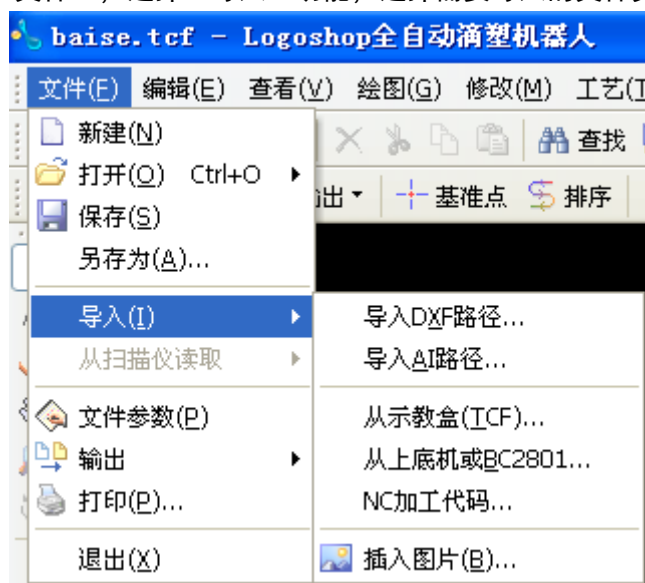 baise.tcf - Logoshop全自动滴塑机器人
文件(F) 编辑(E) 查看(V) 绘图(G) 修改(M) 工艺(T
新建(N) 查找
打开(O) Ctrl+O 出 基准点 排序
保存(S)
另存为(A)...
导入(I) 导入DXF路径...
从扫描仪读取 导入AI路径...
文件参数(P) 从示教盒(TCF)...
输出 从上底机或BC2801...
打印(P)... NC加工代码...
退出(X) 插入图片(B)...